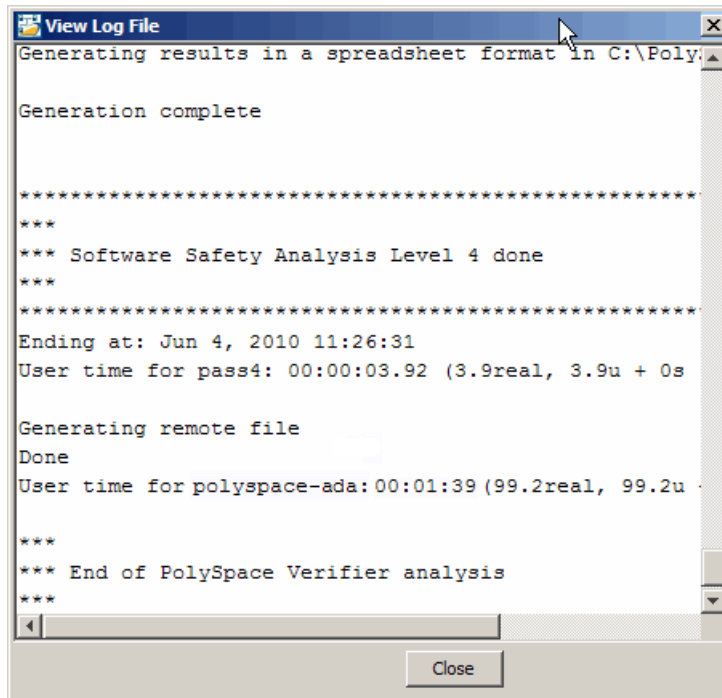 View Log File
Generating results in a spreadsheet format in C:\Poly
Generation complete
*****************************************************
***
*** Software Safety Analysis Level 4 done
***
*****************************************************
Ending at: Jun 4, 2010 11:26:31
User time for pass4: 00:00:03.92 (3.9real, 3.9u + 0s
Generating remote file
Done
User time for polyspace-ada: 00:01:39 (99.2real, 99.2u
***
*** End of PolySpace Verifier analysis
***
Close